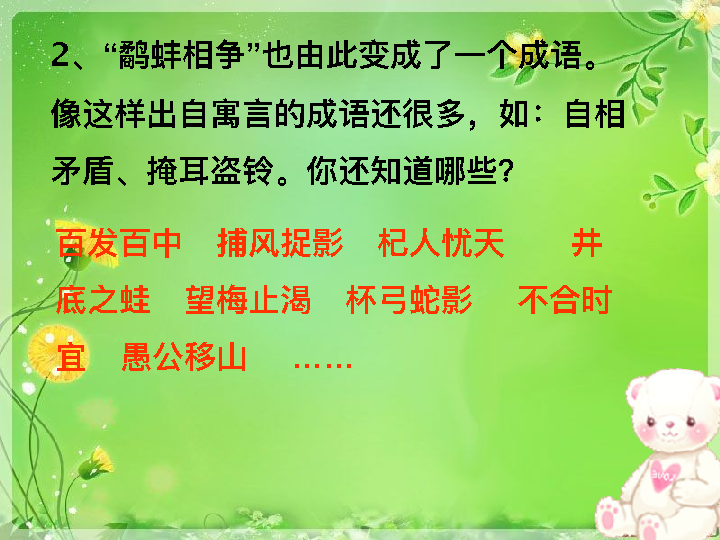 2、“鹬蚌相争”也由此变成了一个成语。
像这样出自寓言的成语还很多，如：自相
矛盾、掩耳盗铃。你还知道哪些？
百发百中 捕风捉影 杞人忧天 井
底之蛙 望梅止渴 杯弓蛇影 不合时
宜 愚公移山 ……